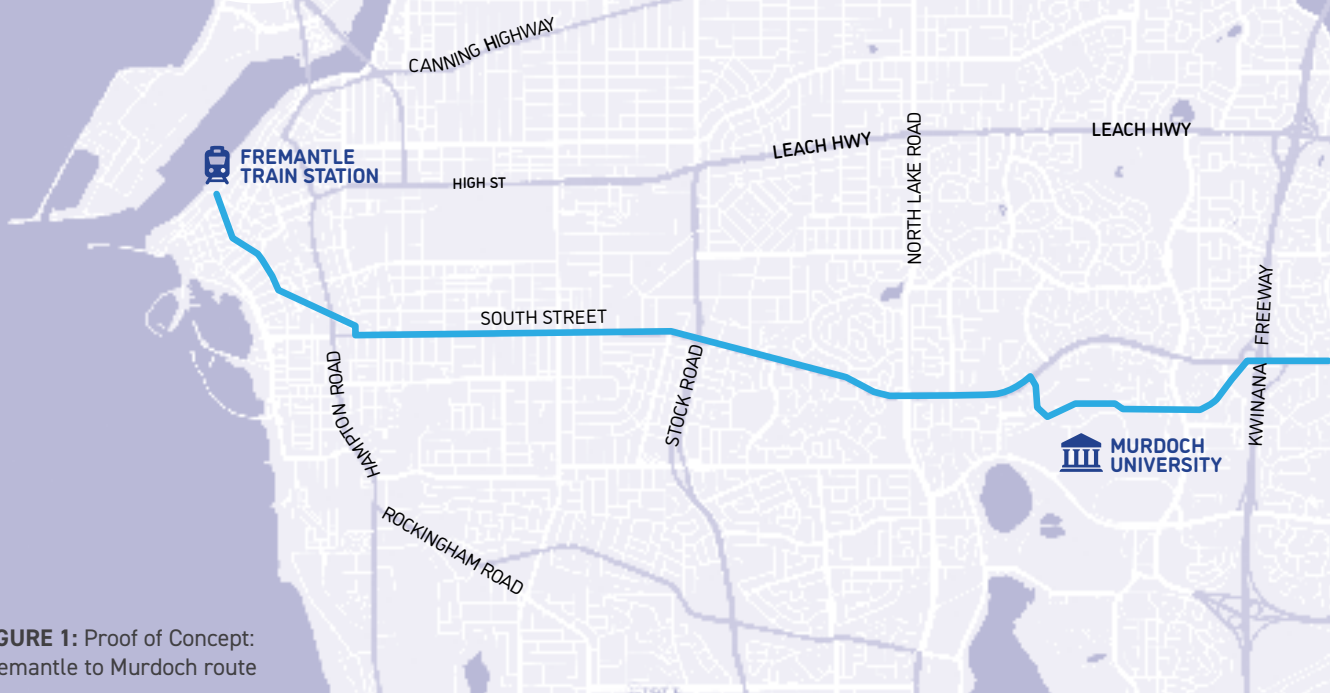 CANNING HIGHWAY
LEACH HWY
LEACH HWY
NORTH LAKE ROAD
FREMANTLE
TRAIN STATION
HIGH ST
SOUTH STREET
KWINANA FREEWAY
HAMPTON ROAD
STOCK ROAD
MURDOCH
UNIVERSITY
ROCKINGHAM ROAD
GURE 1: Proof of Concept:
emantle to Murdoch route